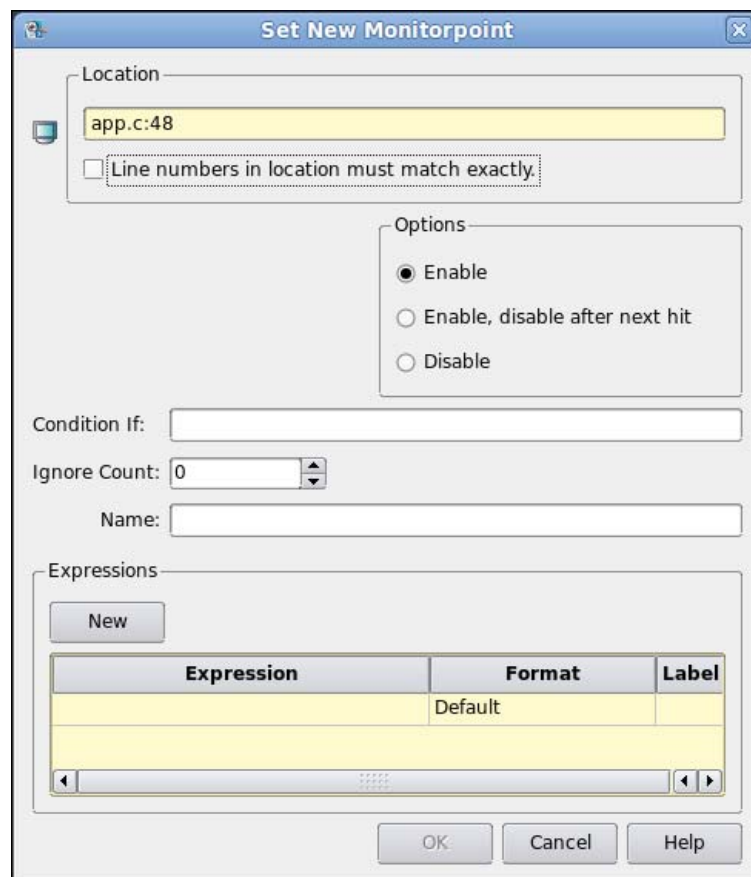 Set New Monitorpoint
Location
app.c:48
Line numbers in location must match exactly.
Options
Enable
Enable, disable after next hit
Disable
Condition If:
Ignore Count: 0
Name:
Expressions
New
Expression Format Label
Default
OK Cancel Help